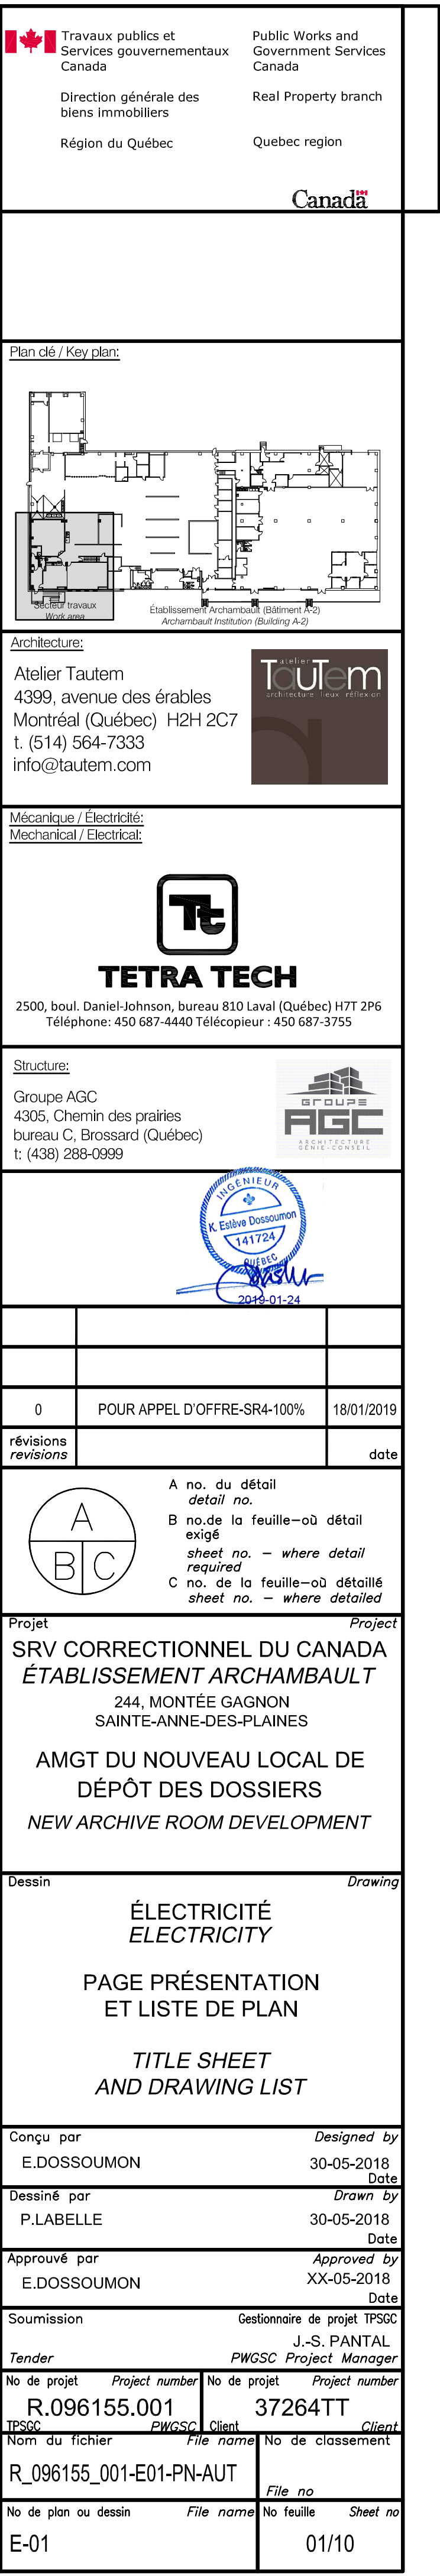 Travaux publics et
Services gouvernementaux
Canada
Public Works and
Government Services
Canada
Direction générale des
biens immobiliers
Real Property branch
Région du Québec
Quebec region
Canada
Plan clé / Key plan:
Secteur travaux
Work area
Établissement Archambault (Bâtiment A-2)
Archambault Institution (Building A-2)
Architecture:
Atelier Tautem
4399, avenue des érables
Montréal (Québec) H2H 2C7
t. (514) 564-7333
info@tautem.com
atelier
TauTem
architecture lieux réflexion
Mécanique / Électricité:
Mechanical / Electrical:
Tt
TETRA TECH
2500, boul. Daniel-Johnson, bureau 810 Laval (Québec) H7T 2P6
Téléphone: 450 687-4440 Télécopieur : 450 687-3755
Structure:
Groupe AGC
4305, Chemin des prairies
bureau C, Brossard (Québec)
t: (438) 288-0999
GROUPE
AGC
ARCHITECTURE
GÉNIE-CONSEIL
INGÉNIEUR
K. Estève Dossoumon
141724
QUÉBEC
2019-01-24
0 POUR APPEL D'OFFRE-SR4-100% 18/01/2019
révisions
revisions date
A
B C
A no. du détail
detail no.
B no.de la feuille–où détail
exigé
sheet no. – where detail
required
C no. de la feuille–où détaillé
sheet no. – where detailed
Projet Project
SRV CORRECTIONNEL DU CANADA
ÉTABLISSEMENT ARCHAMBAULT
244, MONTÉE GAGNON
SAINTE-ANNE-DES-PLAINES
AMGT DU NOUVEAU LOCAL DE
DÉPÔT DES DOSSIERS
NEW ARCHIVE ROOM DEVELOPMENT
Dessin Drawing
ÉLECTRICITÉ
ELECTRICITY
PAGE PRÉSENTATION
ET LISTE DE PLAN
TITLE SHEET
AND DRAWING LIST
Conçu par Designed by
E.DOSSOUMON 30-05-2018
Date
Dessiné par Drawn by
P.LABELLE 30-05-2018
Date
Approuvé par Approved by
E.DOSSOUMON XX-05-2018
Date
Soumission Gestionnaire de projet TPSGC
J.-S. PANTAL
Tender PWGSC Project Manager
No de projet Project number
R.096155.001
TPSGC PWGSC
No de projet Project number
37264TT
Client Client
Nom du fichier File name
R_096155_001-E01-PN-AUT
No de classement
File no
No de plan ou dessin File name
E-01
No feuille Sheet no
01/10